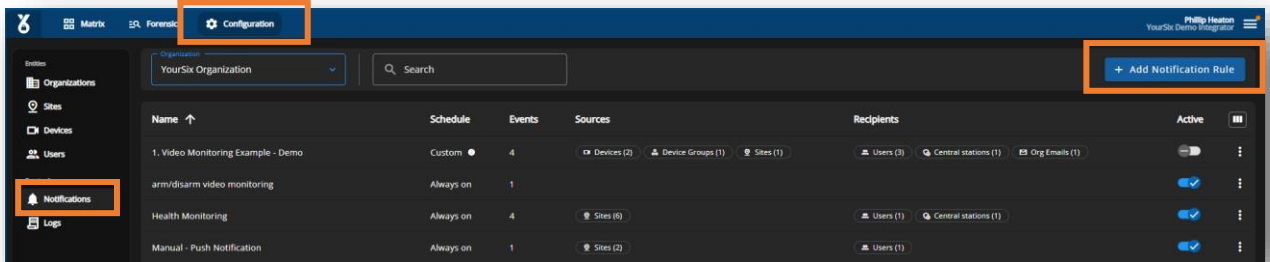 Matrix
Forensic
Configuration
Phillip Heaton
YourSix Demo Integrator
Entities
Organizations
Sites
Devices
Users
Notifications
Logs
Organization
YourSix Organization
Search
+ Add Notification Rule
Name Schedule Events Sources Recipients Active
1. Video Monitoring Example - Demo Custom 4 Devices (2) Device Groups (1) Sites (1) Users (3) Central stations (1) Org Emails (1)
arm/disarm video monitoring Always on 1
Health Monitoring Always on 4 Sites (6) Users (1) Central stations (1)
Manual - Push Notification Always on 1 Sites (2) Users (1)